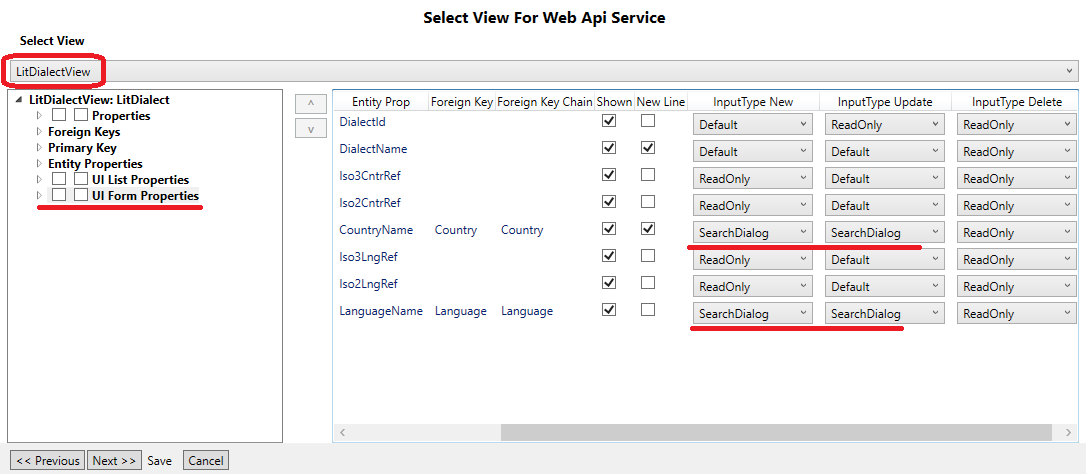 Select View For Web Api Service
Select View
LitDialectView
LitDialectView: LitDialect
Properties
Foreign Keys
Primary Key
Entity Properties
UI List Properties
UI Form Properties
Entity Prop Foreign Key Foreign Key Chain Shown New Line InputType New InputType Update InputType Delete
DialectId Default ReadOnly ReadOnly
DialectName Default Default ReadOnly
Iso3CntrRef ReadOnly Default ReadOnly
Iso2CntrRef ReadOnly Default ReadOnly
CountryName Country Country SearchDialog SearchDialog ReadOnly
Iso3LngRef ReadOnly Default ReadOnly
Iso2LngRef ReadOnly Default ReadOnly
LanguageName Language Language SearchDialog SearchDialog ReadOnly
<< Previous Next >> Save Cancel